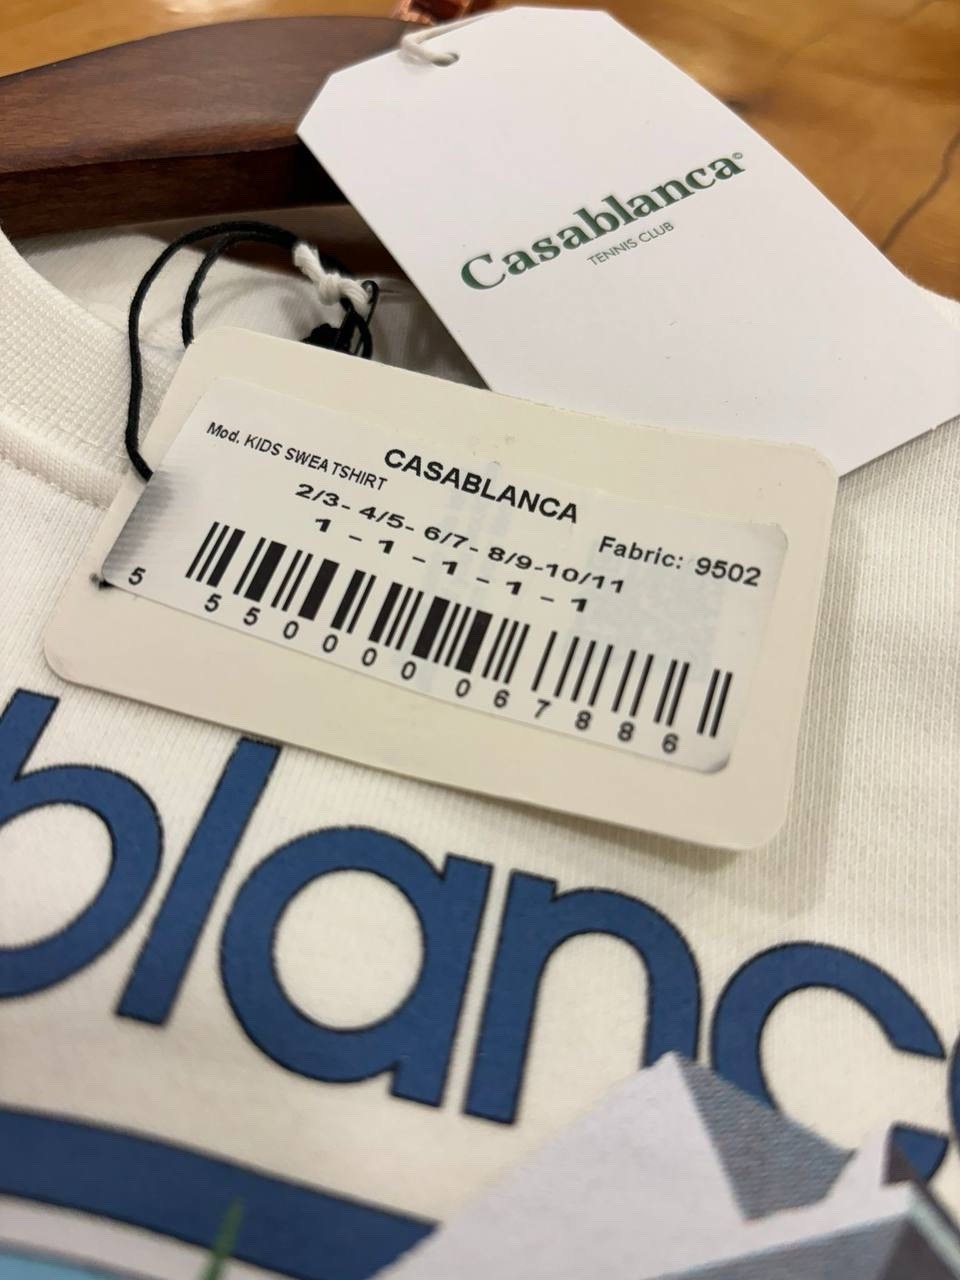 Casablanca©
TENNIS CLUB
CASABLANCA
Mod. KIDS SWEATSHIRT
Fabric: 9502
2/3- 4/5- 6/7- 8/9-10/11
1 - 1 - 1 - 1 - 1
5 550000 067886
blanc